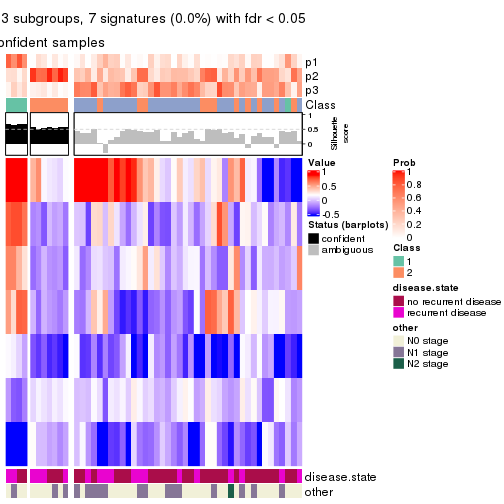 3 subgroups, 7 signatures (0.0%) with fdr < 0.05
onfident samples
p1
p2
p3
Class
1
0.5
0
Silhouette
score
Value
1
0.5
0
-0.5
Status (barplots)
confident
ambiguous
Prob
1
0.8
0.6
0.4
0.2
0
Class
1
2
disease.state
no recurrent disease
recurrent disease
other
N0 stage
N1 stage
N2 stage
disease.state
other